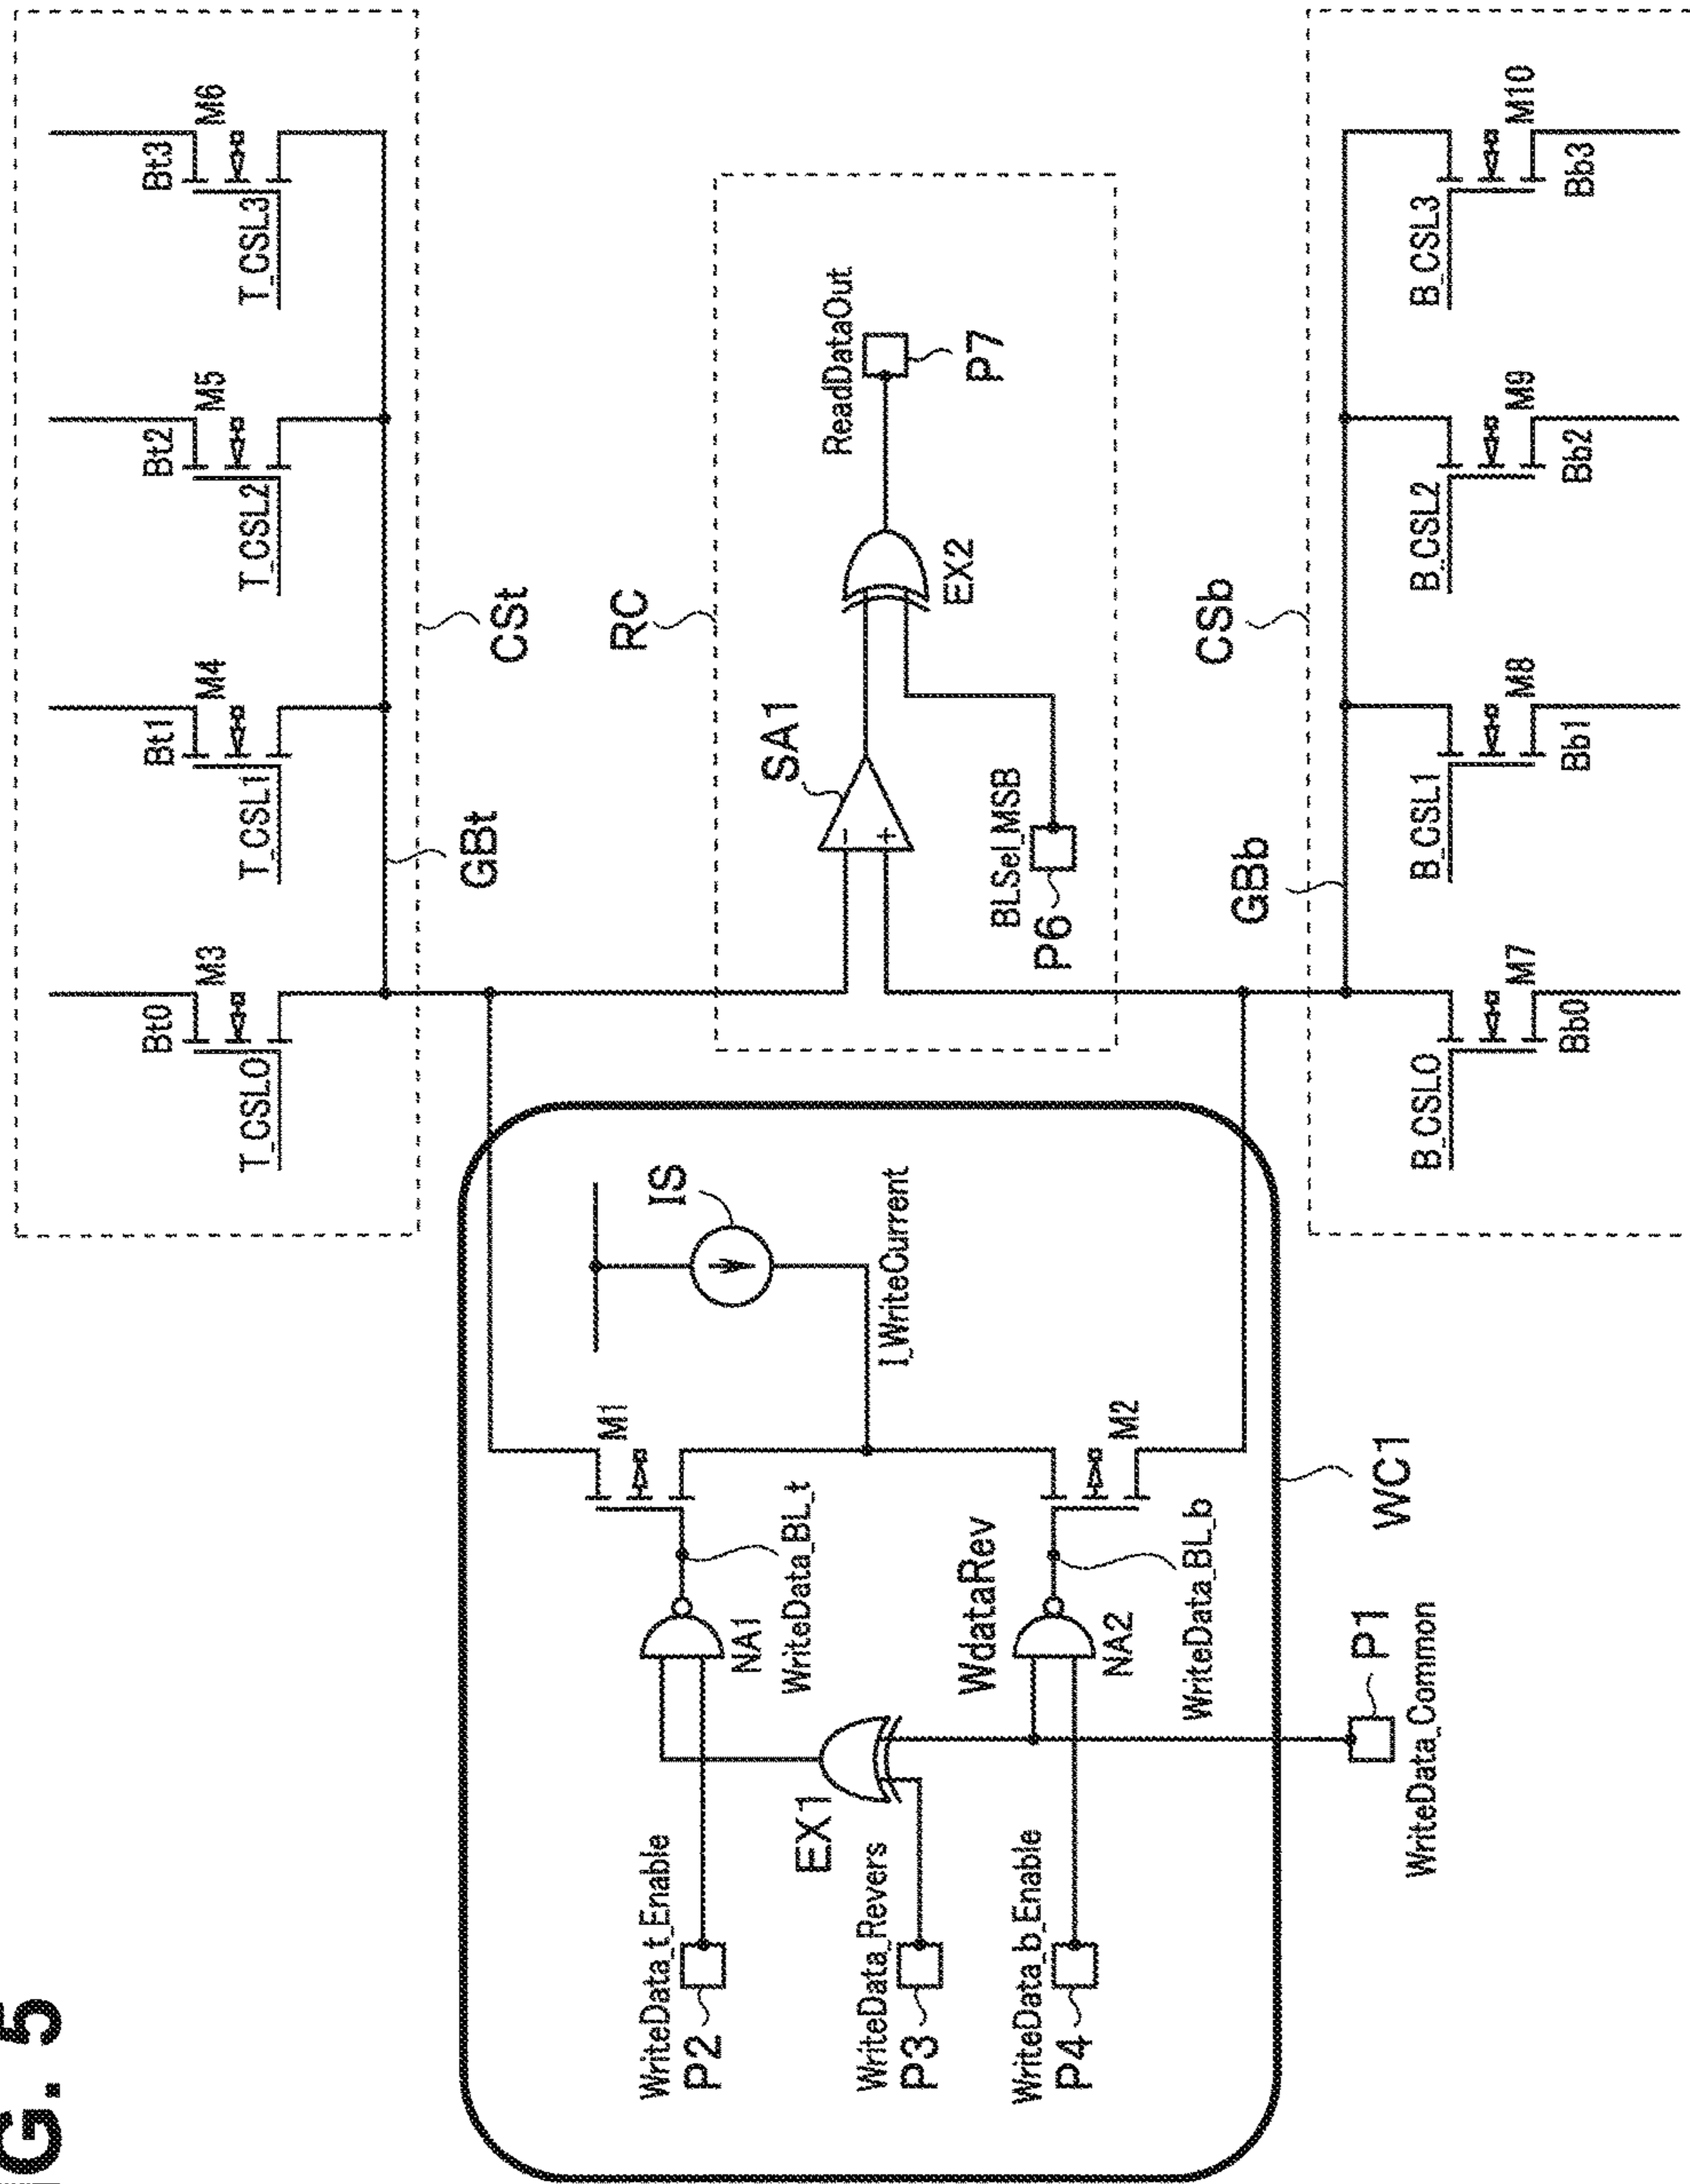 G. 5
Bt0
M3
T_CSL0
Bt1
M4
T_CSL1
Bt2
M5
T_CSL2
Bt3
M6
T_CSL3
GBt
CSt
RC
SA1
-
+
EX2
ReadDataOut
P7
BLSel_MSB
P6
IS
I_WriteCurrent
M1
WriteData_BL_t
NA1
WriteData_t_Enable
P2
EX1
WriteData_Revers
P3
WdataRev
NA2
M2
WriteData_BL_b
WriteData_b_Enable
P4
WC1
P1
WriteData_Common
GBb
CSb
B_CSL0
M7
Bb0
B_CSL1
M8
Bb1
B_CSL2
M9
Bb2
B_CSL3
M10
Bb3